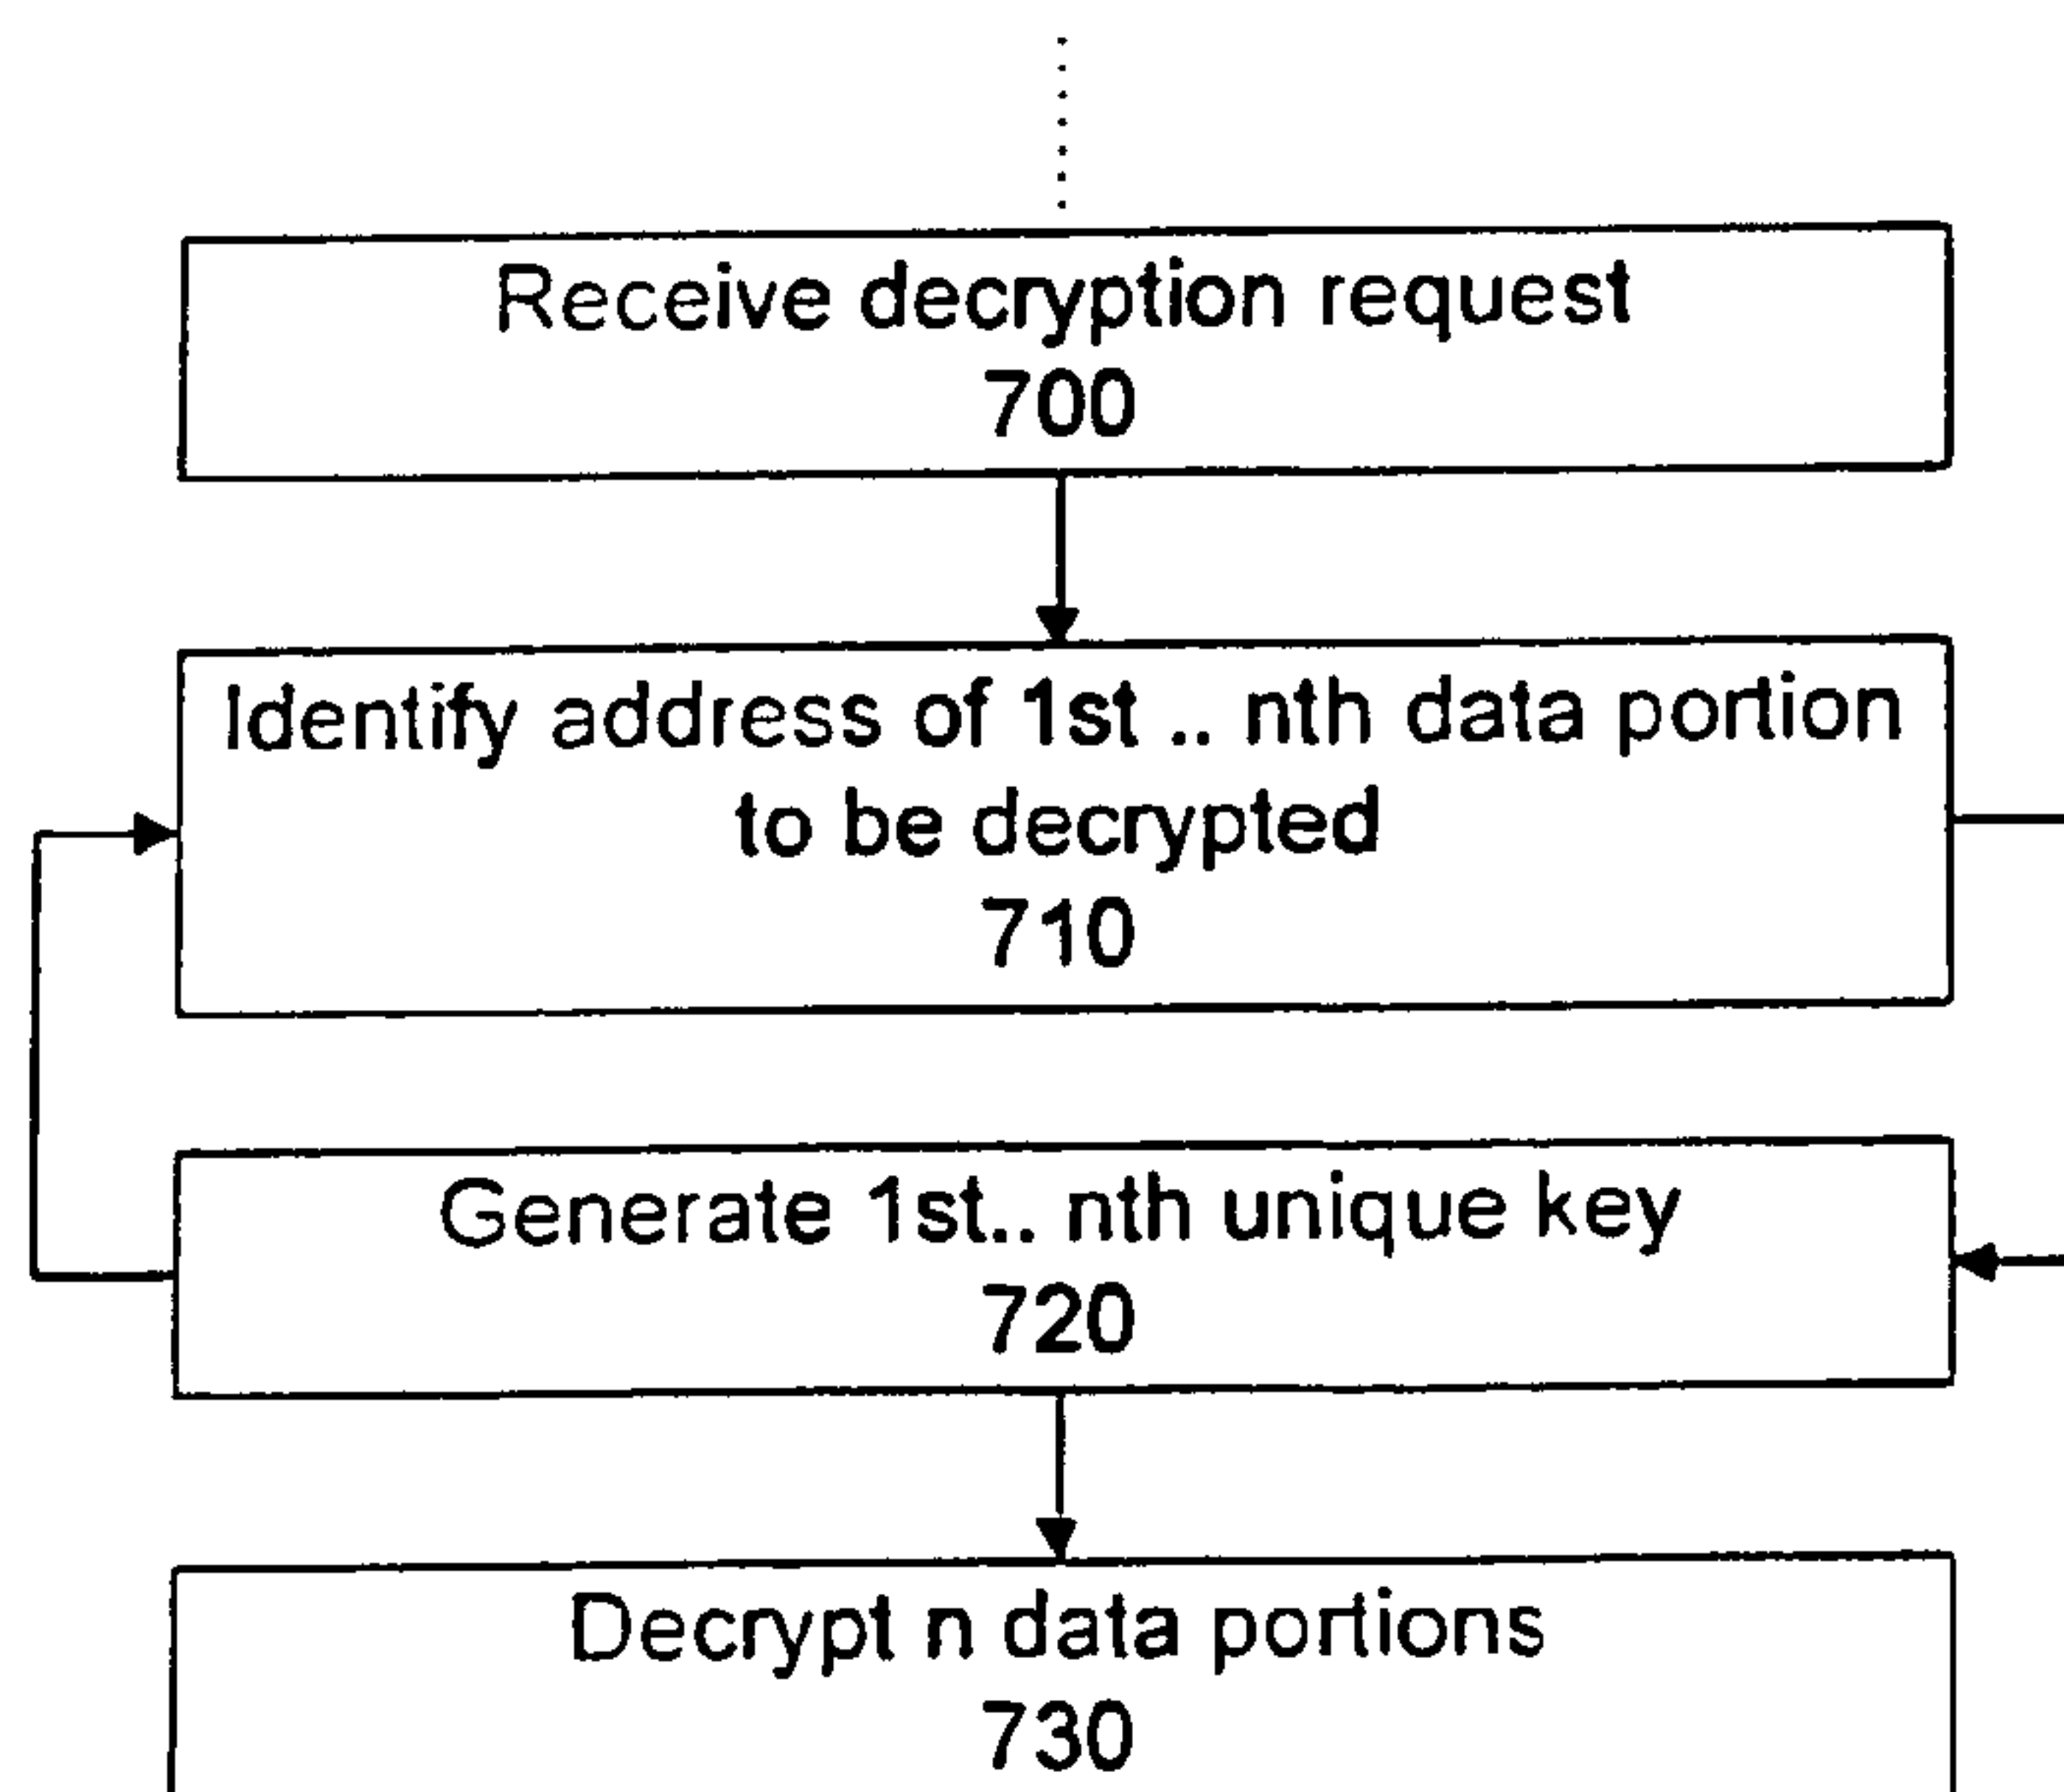 Receive decryption request
700
Identify address of 1st .. nth data portion
to be decrypted
710
Generate 1st.. nth unique key
720
Decrypt n data portions
730